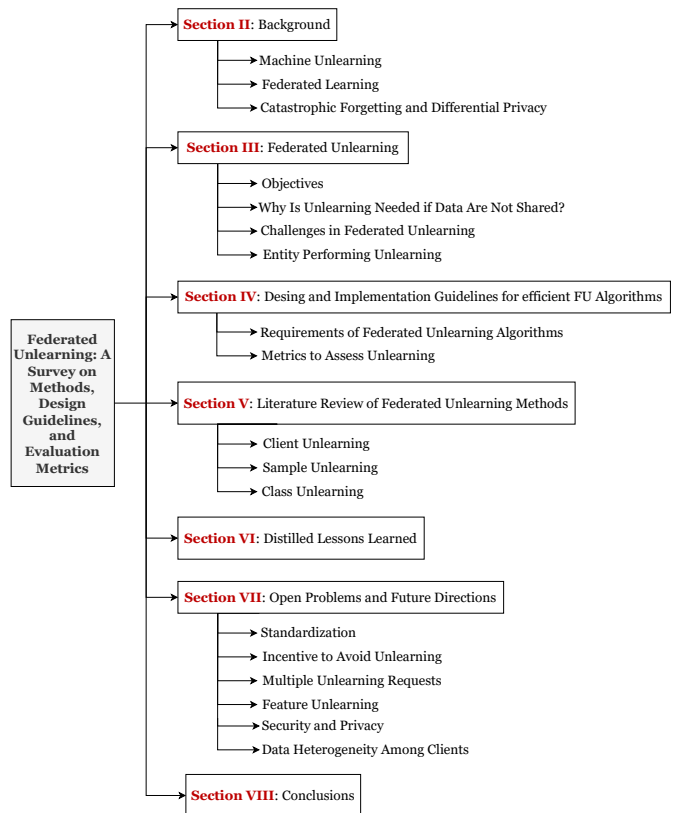 Section II: Background
Machine Unlearning
Federated Learning
Catastrophic Forgetting and Differential Privacy
Section III: Federated Unlearning
Objectives
Why Is Unlearning Needed if Data Are Not Shared?
Challenges in Federated Unlearning
Entity Performing Unlearning
Section IV: Desing and Implementation Guidelines for efficient FU Algorithms
Requirements of Federated Unlearning Algorithms
Metrics to Assess Unlearning
Federated
Unlearning: A
Survey on
Methods,
Design
Guidelines,
and
Evaluation
Metrics
Section V: Literature Review of Federated Unlearning Methods
Client Unlearning
Sample Unlearning
Class Unlearning
Section VI: Distilled Lessons Learned
Section VII: Open Problems and Future Directions
Standardization
Incentive to Avoid Unlearning
Multiple Unlearning Requests
Feature Unlearning
Security and Privacy
Data Heterogeneity Among Clients
Section VIII: Conclusions